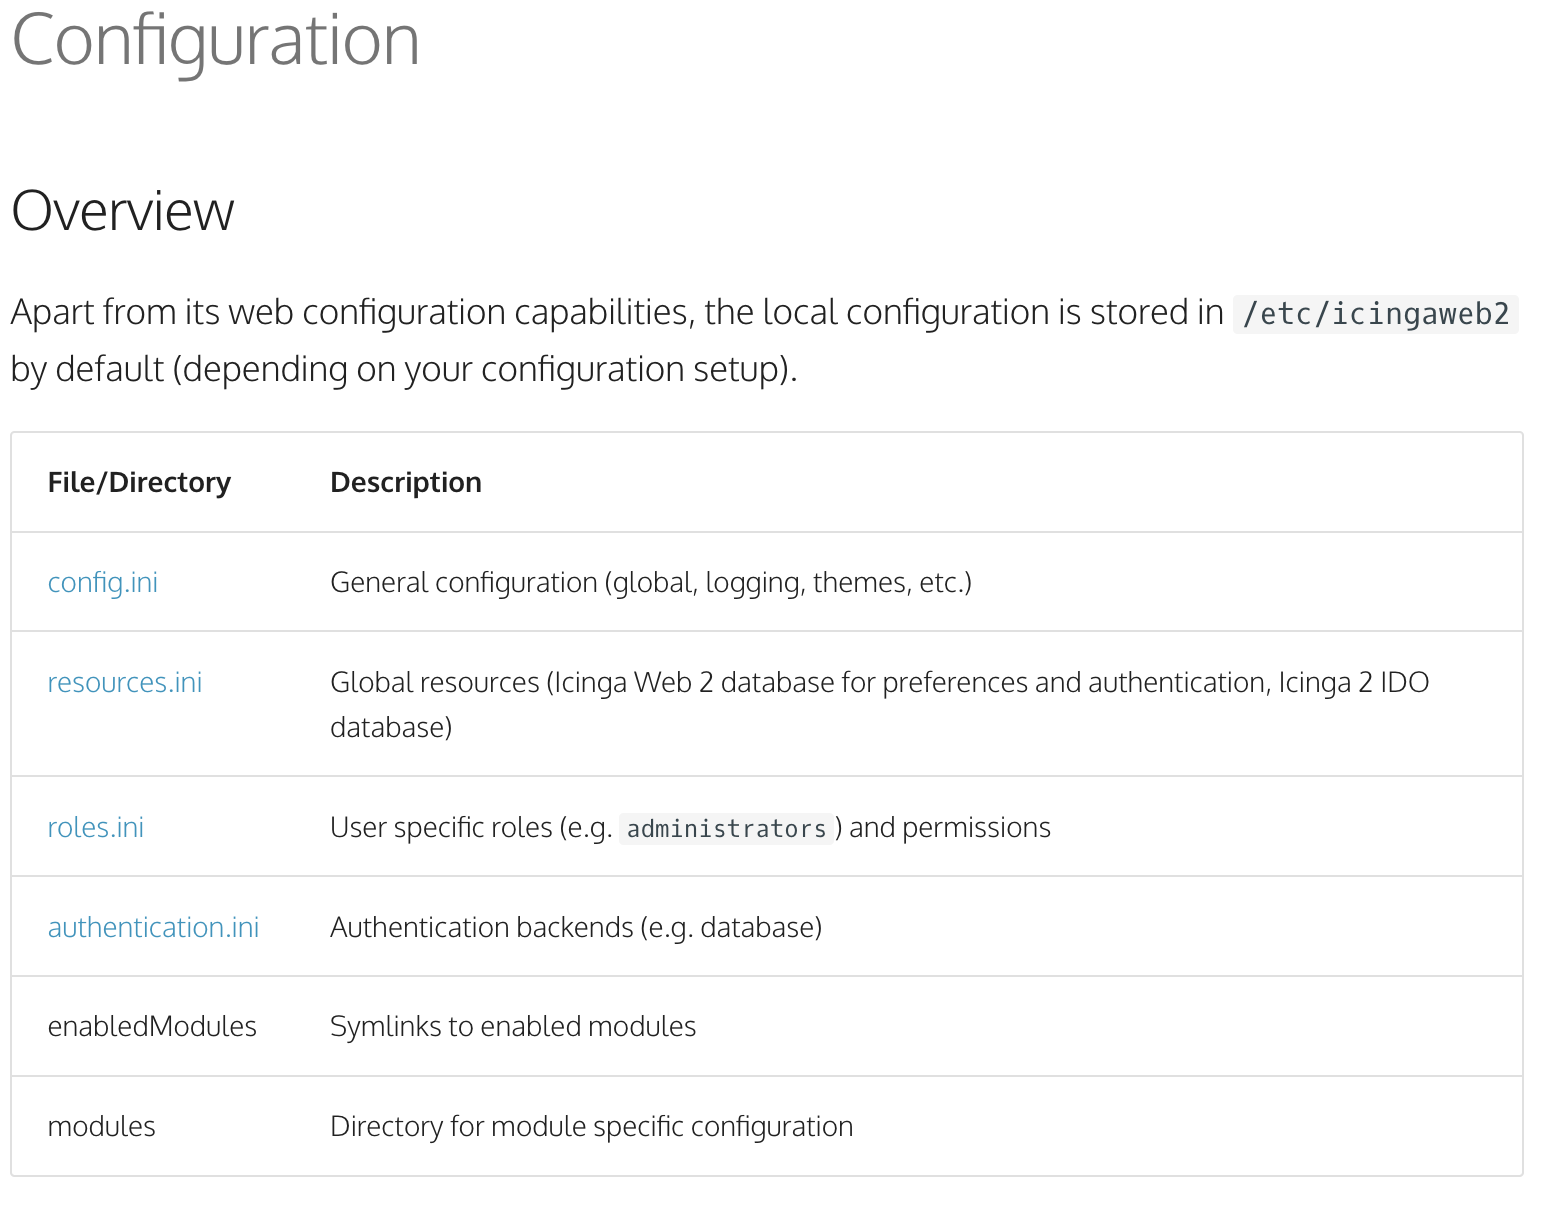 Configuration
Overview
Apart from its web configuration capabilities, the local configuration is stored in /etc/icingaweb2
by default (depending on your configuration setup).
File/Directory Description
config.ini General configuration (global, logging, themes, etc.)
resources.ini Global resources (Icinga Web 2 database for preferences and authentication, Icinga 2 IDO
database)
roles.ini User specific roles (e.g. administrators) and permissions
authentication.ini Authentication backends (e.g. database)
enabledModules Symlinks to enabled modules
modules Directory for module specific configuration